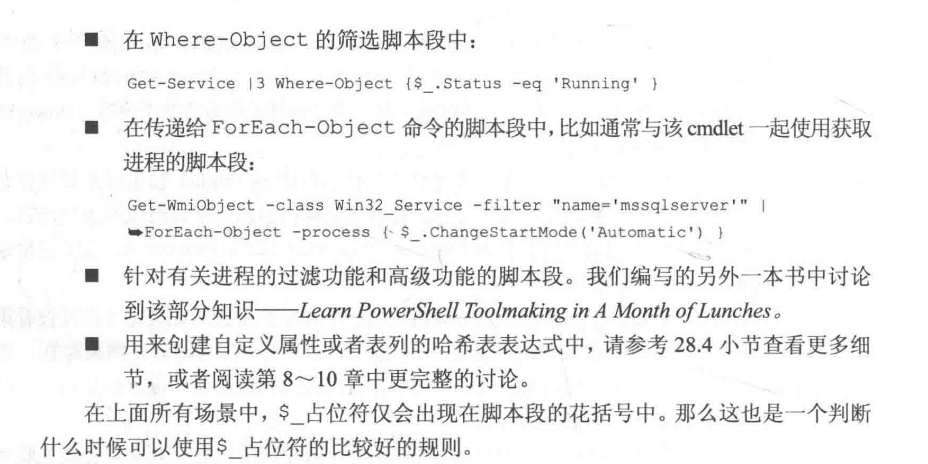 ■ 在 Where-Object 的筛选脚本段中：
Get-Service |3 Where-Object {$_.Status -eq 'Running' }
■ 在传递给 ForEach-Object 命令的脚本段中，比如通常与该 cmdlet 一起使用获取
进程的脚本段：
Get-WmiObject -class Win32_Service -filter "name='mssqlserver'" |
➥ForEach-Object -process { $_.ChangeStartMode('Automatic') }
■ 针对有关进程的过滤功能和高级功能的脚本段。我们编写的另外一本书中讨论
到该部分知识——Learn PowerShell Toolmaking in A Month of Lunches。
■ 用来创建自定义属性或者表列的哈希表表达式中，请参考 28.4 小节查看更多细
节，或者阅读第 8～10 章中更完整的讨论。
在上面所有场景中，$_占位符仅会出现在脚本段的花括号中。那么这也是一个判断
什么时候可以使用$_占位符的比较好的规则。